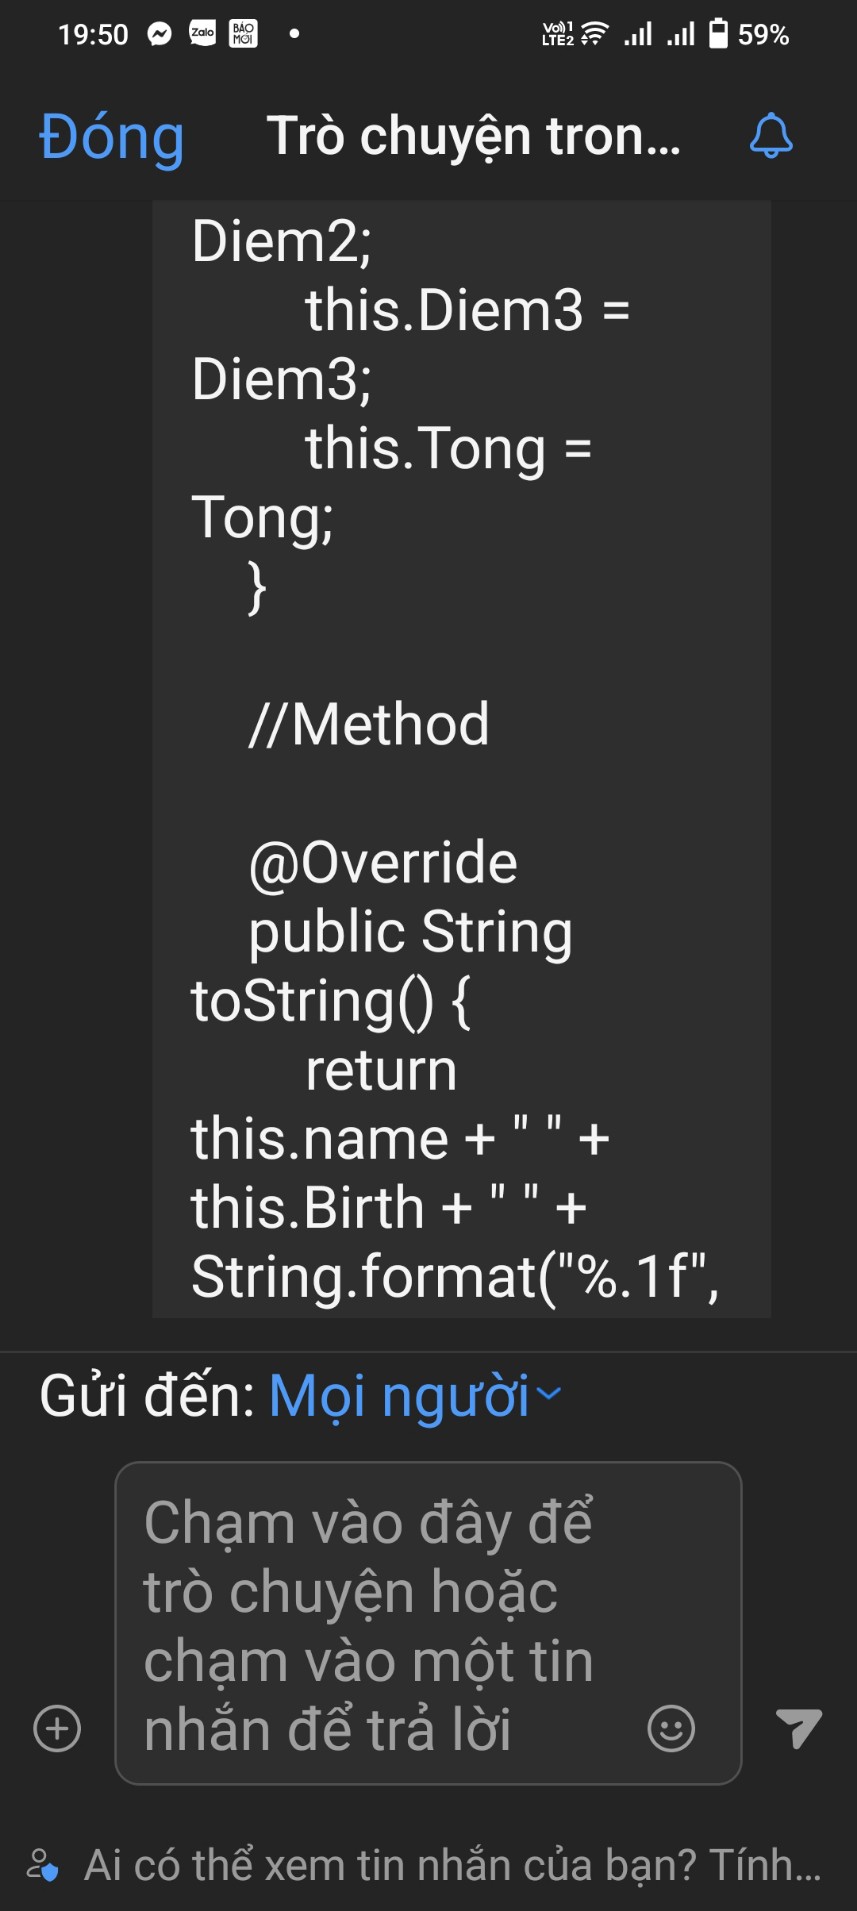 19:50 Zalo BÁO MỚI Vo))1 LTE2 59%
Đóng Trò chuyện tron...
Diem2;
this.Diem3 =
Diem3;
this.Tong =
Tong;
}
//Method
@Override
public String
toString() {
return
this.name + " " +
this.Birth + " " +
String.format("%.1f",
Gửi đến: Mọi người
Chạm vào đây để
trò chuyện hoặc
chạm vào một tin
nhắn để trả lời
Ai có thể xem tin nhắn của bạn? Tính...